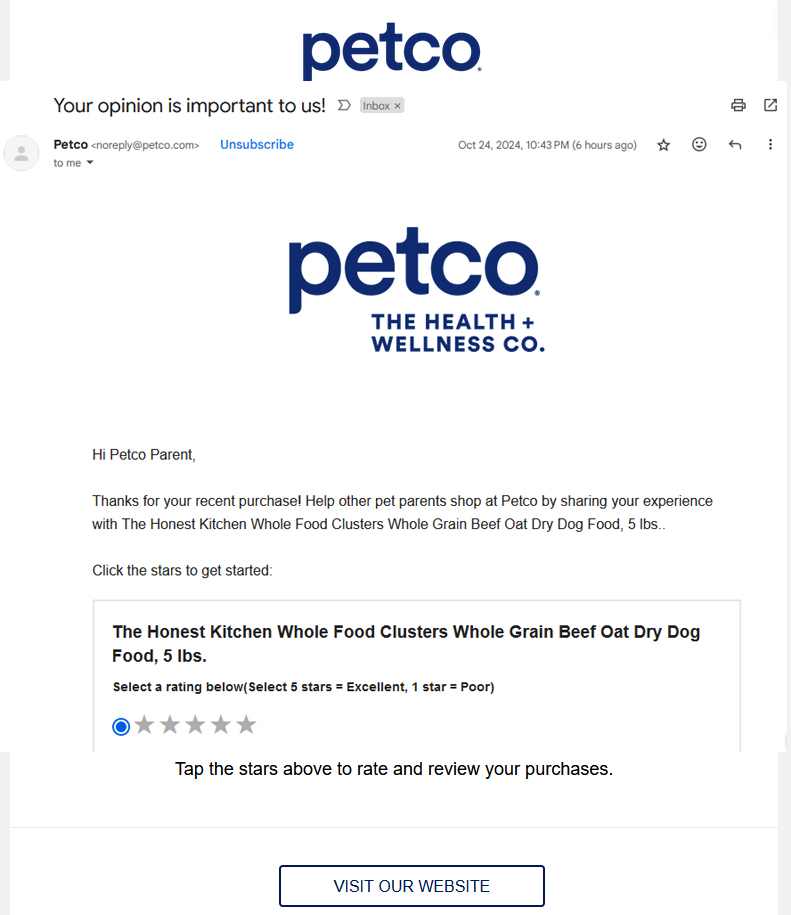 petco
Your opinion is important to us! Inbox ×
Petco <noreply@petco.com> Unsubscribe Oct 24, 2024, 10:43 PM (6 hours ago)
to me
petco
THE HEALTH +
WELLNESS CO.
Hi Petco Parent,
Thanks for your recent purchase! Help other pet parents shop at Petco by sharing your experience
with The Honest Kitchen Whole Food Clusters Whole Grain Beef Oat Dry Dog Food, 5 lbs..
Click the stars to get started:
The Honest Kitchen Whole Food Clusters Whole Grain Beef Oat Dry Dog
Food, 5 lbs.
Select a rating below(Select 5 stars = Excellent, 1 star = Poor)
Tap the stars above to rate and review your purchases.
VISIT OUR WEBSITE